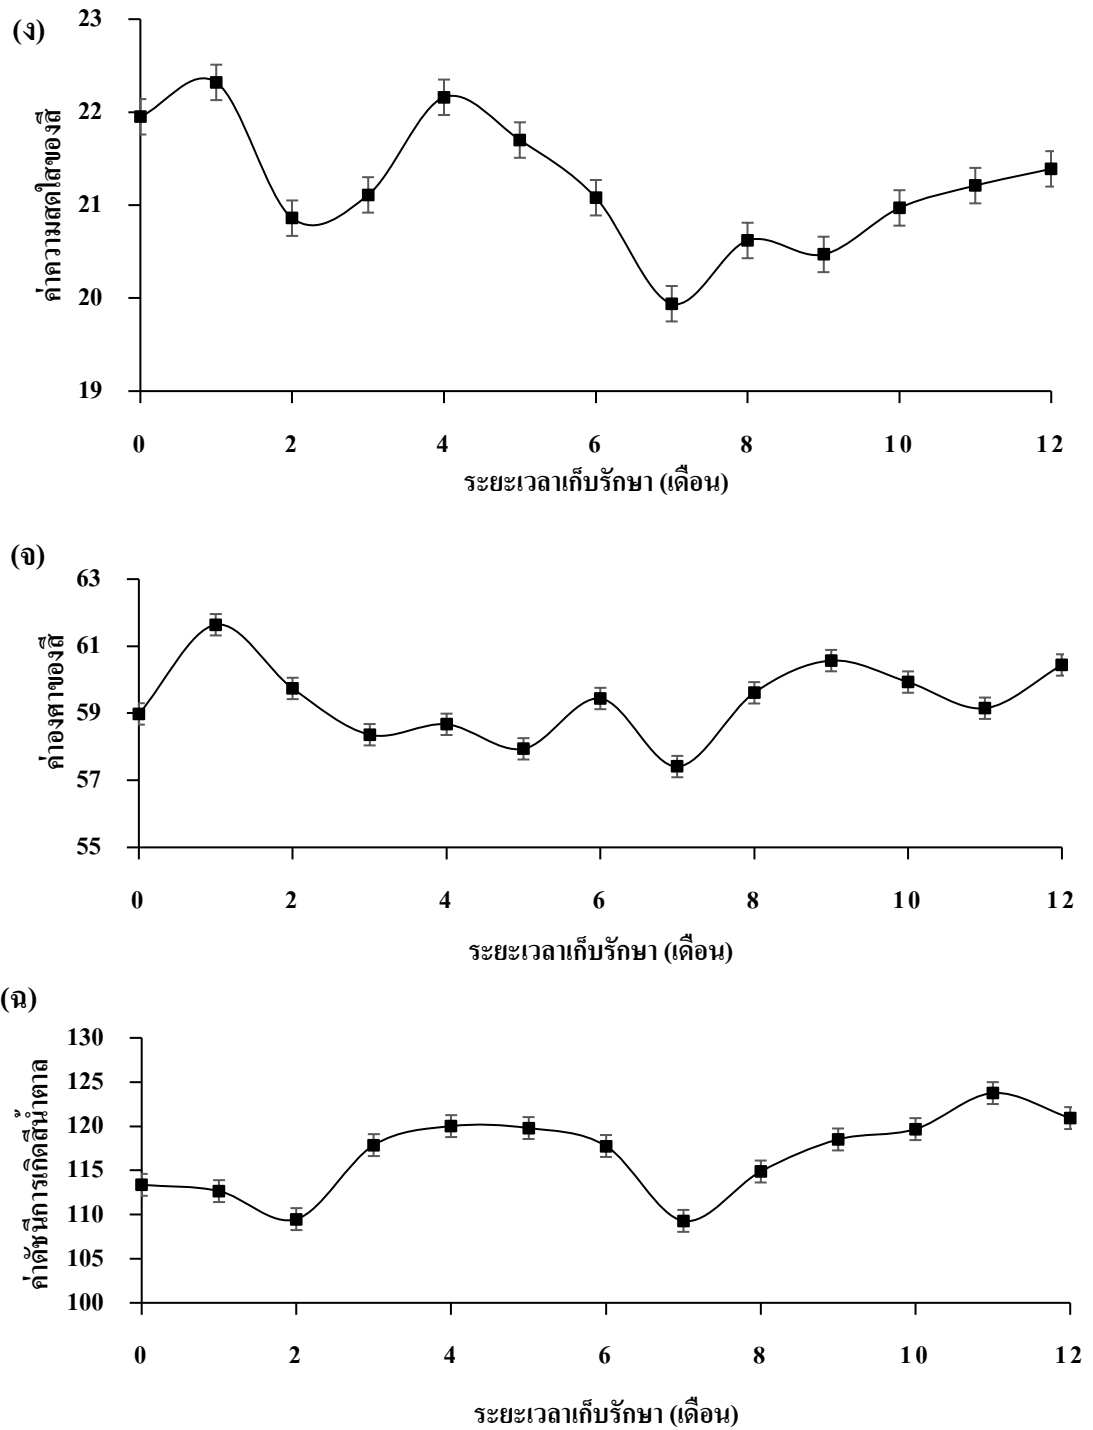 (ง)
23
22
21
20
19
ค่าความสดใสของสี
0 2 4 6 8 10 12
ระยะเวลาเก็บรักษา (เดือน)
(จ)
63
61
59
57
55
ค่าองศาของสี
0 2 4 6 8 10 12
ระยะเวลาเก็บรักษา (เดือน)
(ฉ)
130
125
120
115
110
105
100
ค่าดัชนีการเกิดสีน้ำตาล
0 2 4 6 8 10 12
ระยะเวลาเก็บรักษา (เดือน)